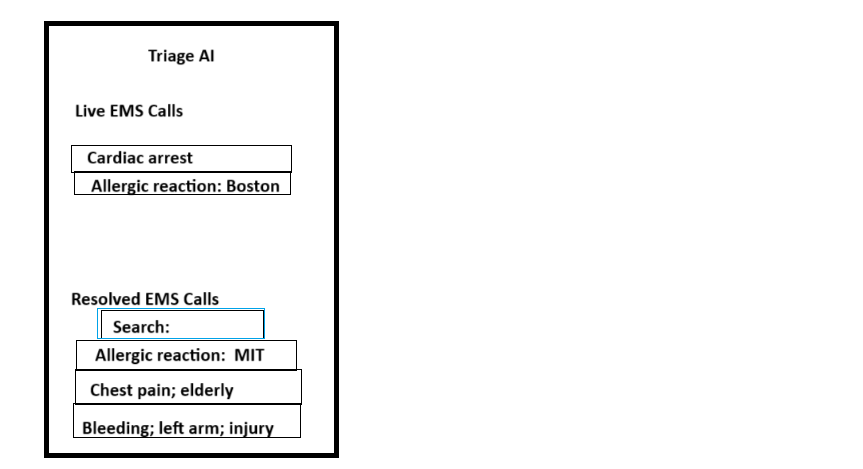 Triage AI
Live EMS Calls
Cardiac arrest
Allergic reaction: Boston
Resolved EMS Calls
Search:
Allergic reaction:  MIT
Chest pain; elderly
Bleeding; left arm; injury